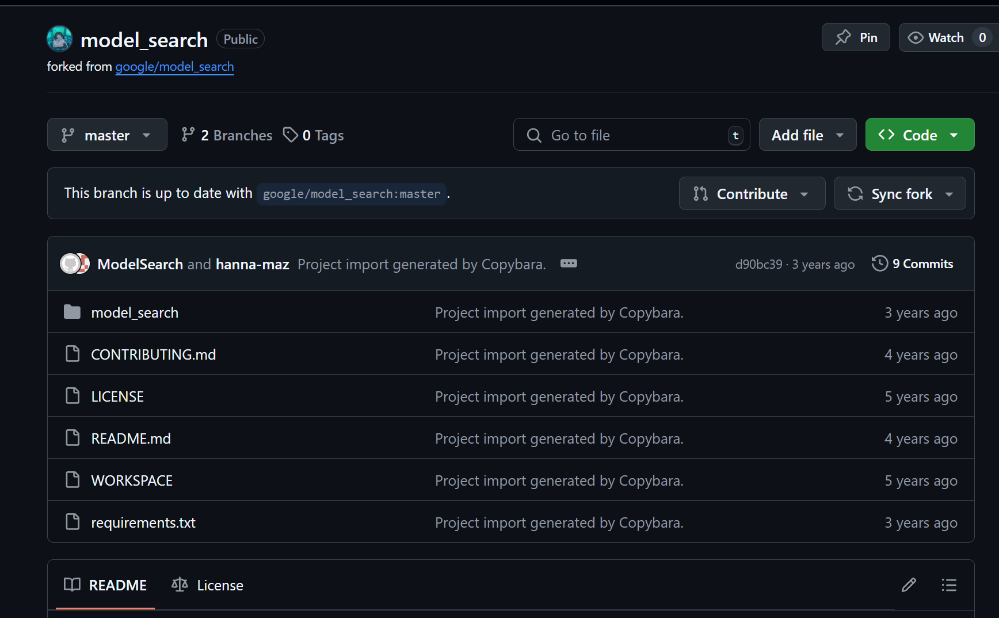 model_search Public Pin Watch 0
forked from google/model_search
master 2 Branches 0 Tags Go to file t Add file Code
This branch is up to date with google/model_search:master . Contribute Sync fork
ModelSearch and hanna-maz Project import generated by Copybara. d90bc39 · 3 years ago 9 Commits
model_search Project import generated by Copybara. 3 years ago
CONTRIBUTING.md Project import generated by Copybara. 4 years ago
LICENSE Project import generated by Copybara. 5 years ago
README.md Project import generated by Copybara. 4 years ago
WORKSPACE Project import generated by Copybara. 5 years ago
requirements.txt Project import generated by Copybara. 3 years ago
README License